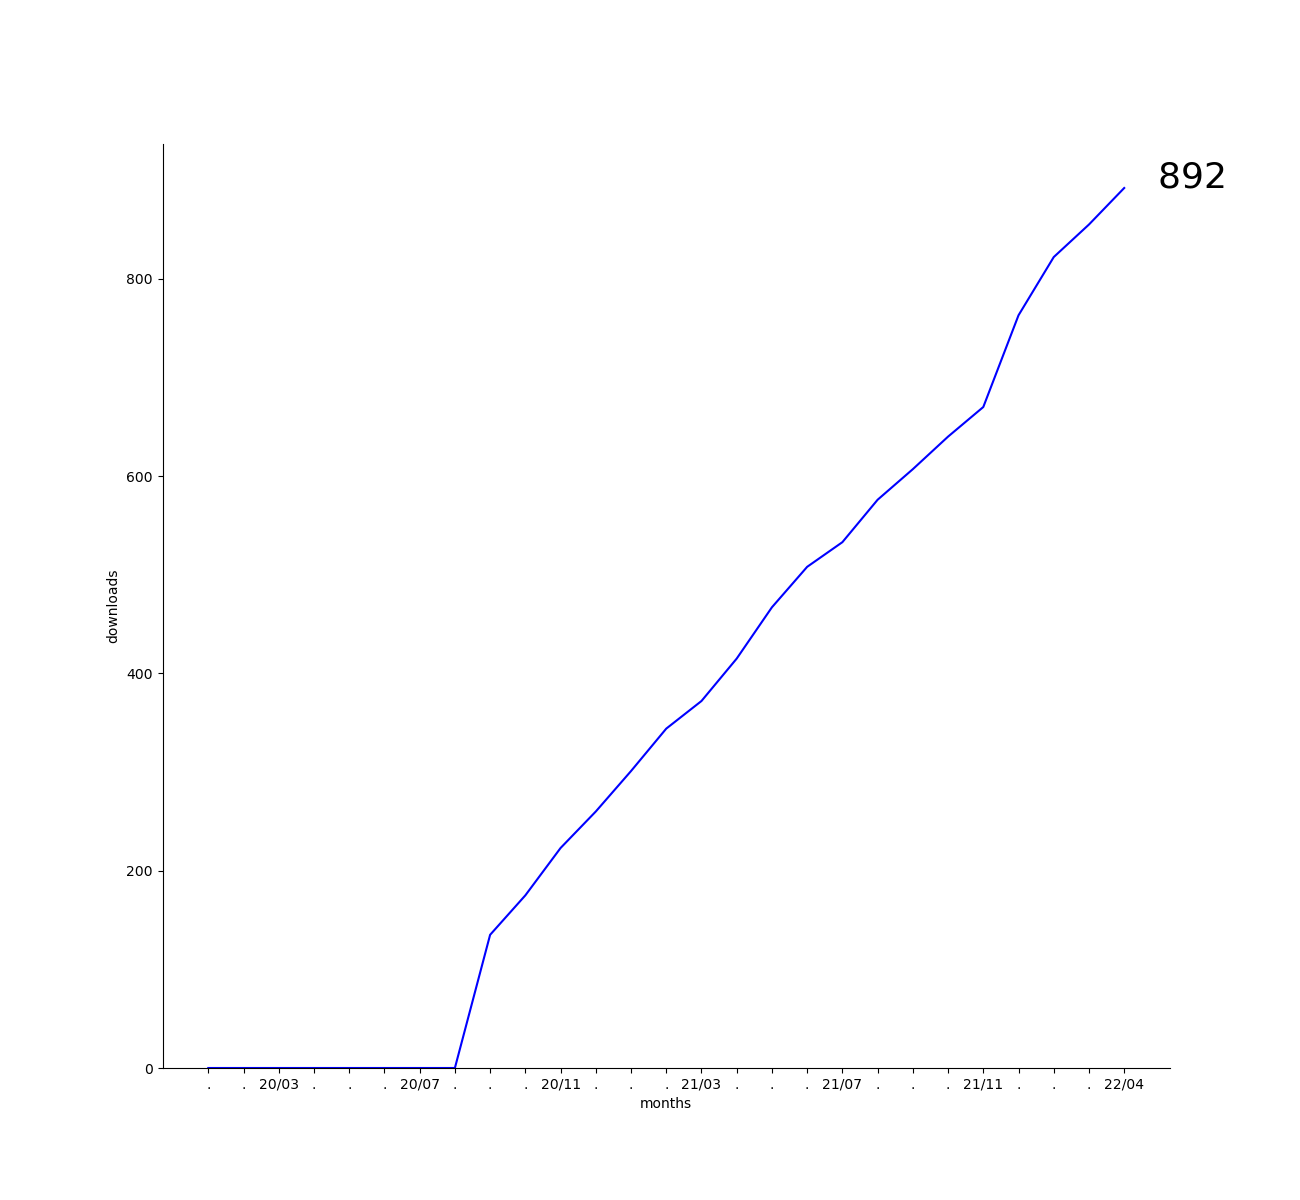 892
800
600
400
200
0
downloads
. . 20/03 . . . 20/07 . . . 20/11 . . . 21/03 . . . 21/07 . . . 21/11 . . . 22/04
months